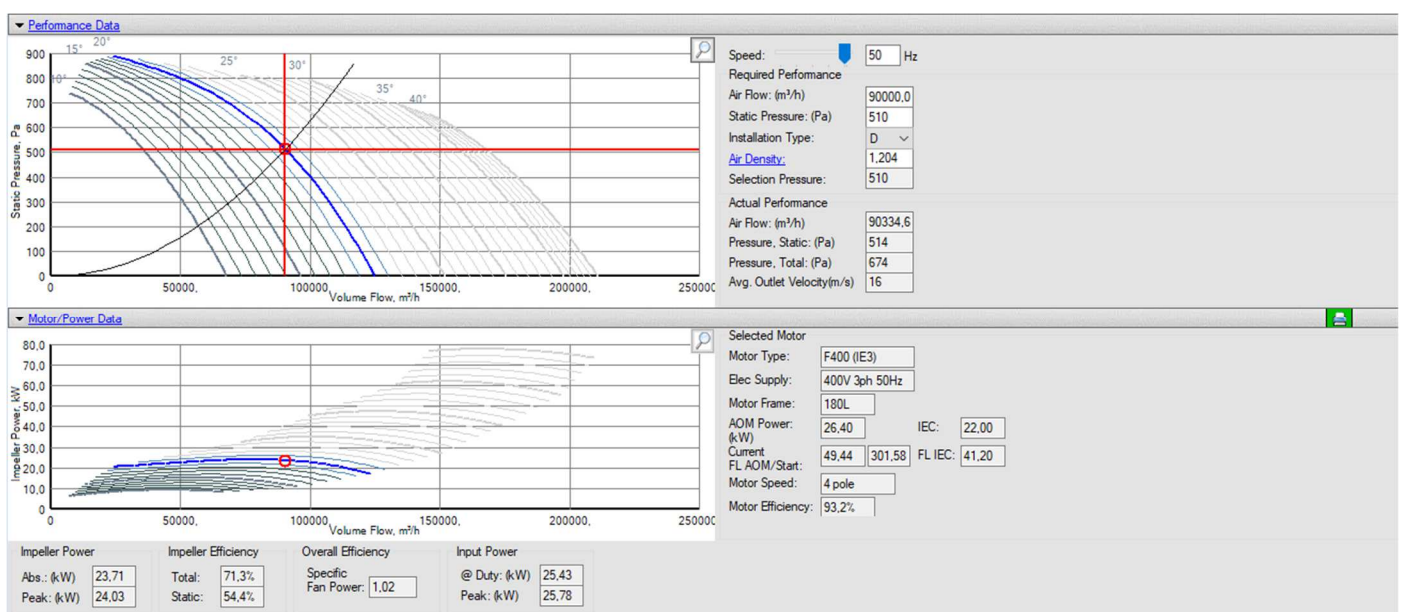 Performance Data
900
800
700
600
500
400
300
200
100
0
Static Pressure, Pa
10°
15°
20°
25°
30°
35°
40°
0
50000,
100000,
150000,
200000,
250000
Volume Flow, m³/h
Speed: 50 Hz
Required Performance
Air Flow: (m³/h) 90000,0
Static Pressure: (Pa) 510
Installation Type: D
Air Density: 1,204
Selection Pressure: 510
Actual Performance
Air Flow: (m³/h) 90334,6
Pressure, Static: (Pa) 514
Pressure, Total: (Pa) 674
Avg. Outlet Velocity(m/s) 16
Motor/Power Data
80,0
70,0
60,0
50,0
40,0
30,0
20,0
10,0
0
Impeller Power, kW
0
50000,
100000,
150000,
200000,
250000
Volume Flow, m³/h
Selected Motor
Motor Type: F400 (IE3)
Elec Supply: 400V 3ph 50Hz
Motor Frame: 180L
AOM Power: (kW) 26,40 IEC: 22,00
Current
FL AOM/Start: 49,44 301,58 FL IEC: 41,20
Motor Speed: 4 pole
Motor Efficiency: 93,2%
Impeller Power
Abs.: (kW) 23,71
Peak: (kW) 24,03
Impeller Efficiency
Total: 71,3%
Static: 54,4%
Overall Efficiency
Specific
Fan Power: 1,02
Input Power
@ Duty: (kW) 25,43
Peak: (kW) 25,78